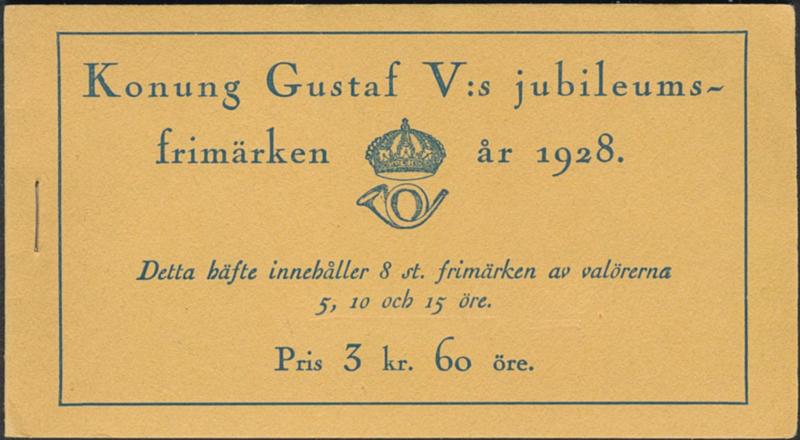 Konung Gustaf V:s jubileums-
frimärken år 1928.
Detta häfte innehåller 8 st. frimärken av valörerna
5, 10 och 15 öre.
Pris 3 kr. 60 öre.